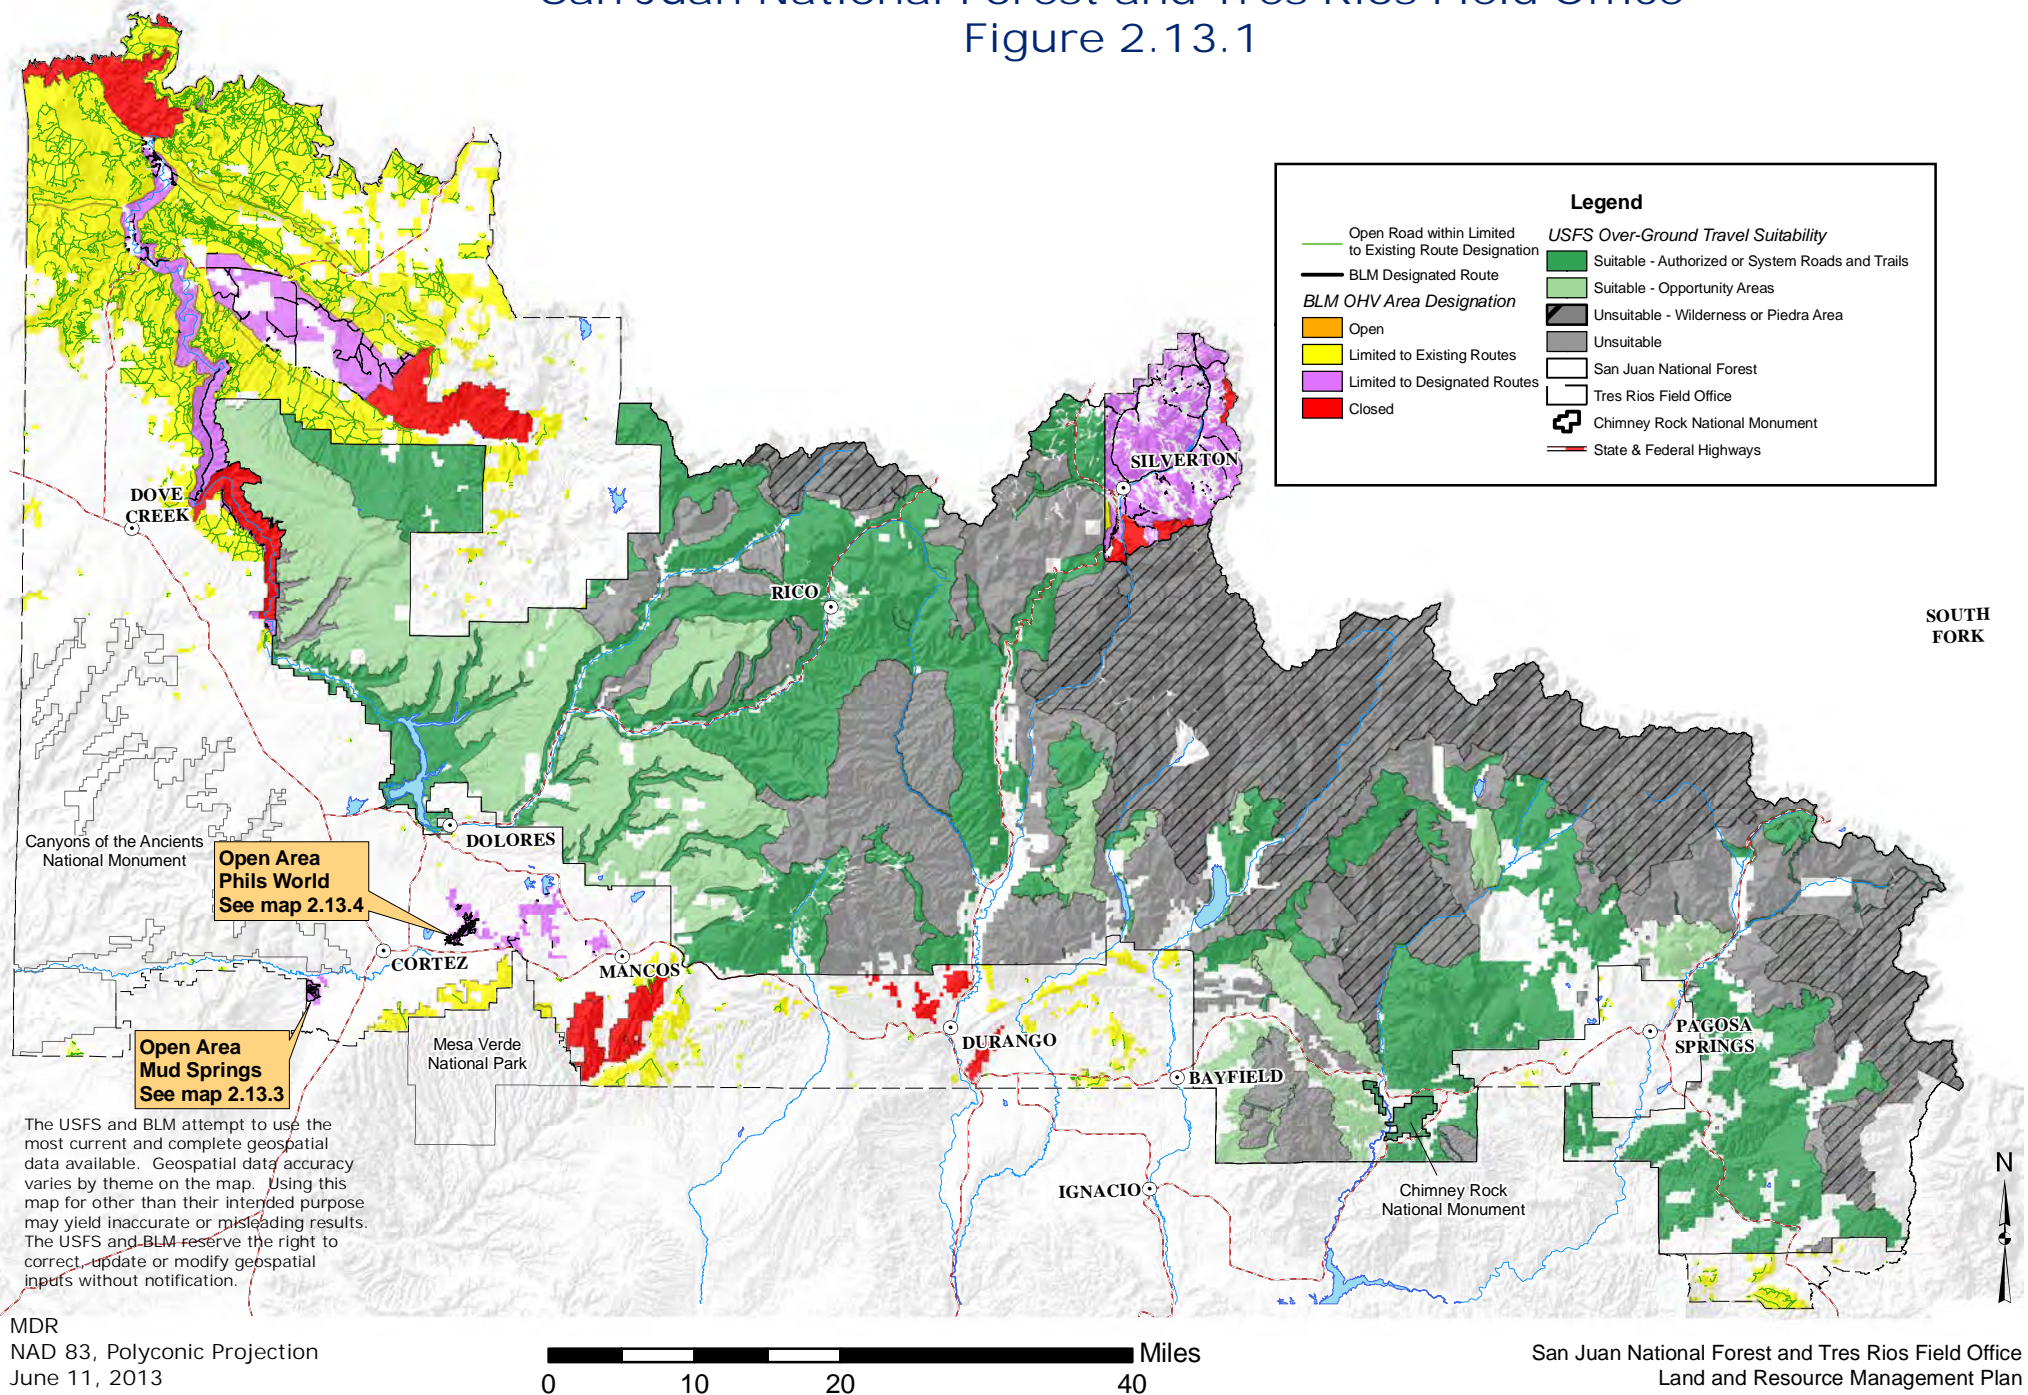 San Juan National Forest and Tres Rios Field Office
Figure 2.13.1
Legend
Open Road within Limited
to Existing Route Designation
BLM Designated Route
BLM OHV Area Designation
Open
Limited to Existing Routes
Limited to Designated Routes
Closed
USFS Over-Ground Travel Suitability
Suitable - Authorized or System Roads and Trails
Suitable - Opportunity Areas
Unsuitable - Wilderness or Piedra Area
Unsuitable
San Juan National Forest
Tres Rios Field Office
Chimney Rock National Monument
State & Federal Highways
SILVERTON
DOVE
CREEK
RICO
SOUTH
FORK
DOLORES
Canyons of the Ancients
National Monument
Open Area
Phils World
See map 2.13.4
CORTEZ
MANCOS
Open Area
Mud Springs
See map 2.13.3
Mesa Verde
National Park
DURANGO
BAYFIELD
PAGOSA
SPRINGS
IGNACIO
Chimney Rock
National Monument
The USFS and BLM attempt to use the
most current and complete geospatial
data available. Geospatial data accuracy
varies by theme on the map. Using this
map for other than their intended purpose
may yield inaccurate or misleading results.
The USFS and BLM reserve the right to
correct, update or modify geospatial
inputs without notification.
N
MDR
NAD 83, Polyconic Projection
June 11, 2013
Miles
0 10 20 40
San Juan National Forest and Tres Rios Field Office
Land and Resource Management Plan